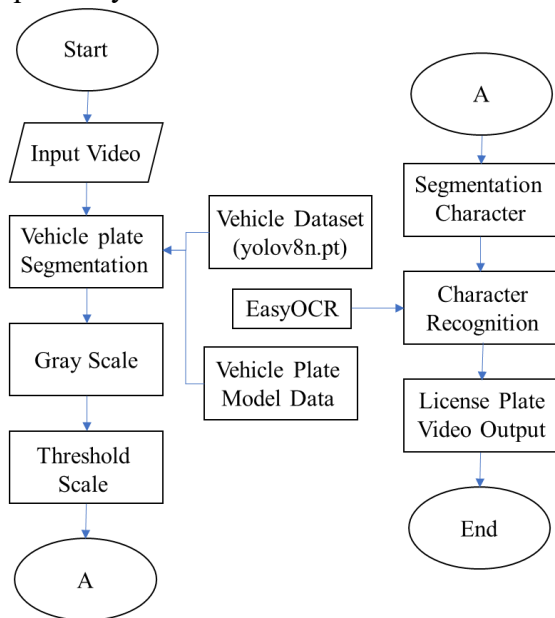 Start
Input Video
Vehicle plate
Segmentation
Gray Scale
Threshold
Scale
A
Vehicle Dataset
(yolov8n.pt)
EasyOCR
Vehicle Plate
Model Data
A
Segmentation
Character
Character
Recognition
License Plate
Video Output
End